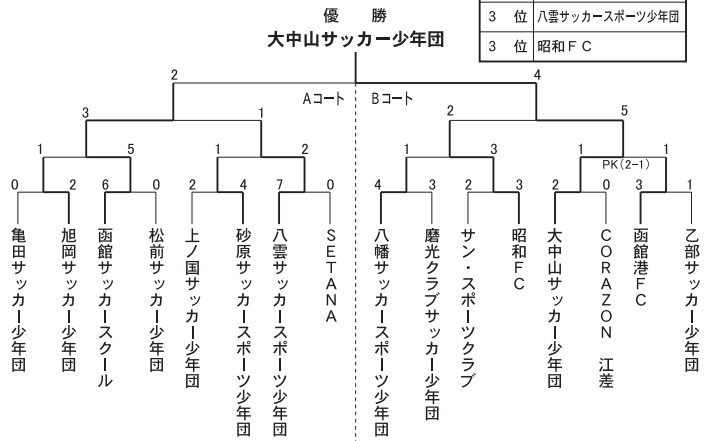 優 勝
大中山サッカー少年団
3 位 八雲サッカースポーツ少年団
3 位 昭和FC
2 4
Aコート Bコート
3 1 2 5
1 5 1 2 1 3 1 1
PK(2-1)
0 2 6 0 2 4 7 0 4 3 2 3 2 0 3 1
亀田サッカー少年団
旭岡サッカー少年団
函館サッカースクール
松前サッカー少年団
上ノ国サッカー少年団
砂原サッカースポーツ少年団
八雲サッカースポーツ少年団
SETANA
八幡サッカースポーツ少年団
磨光クラブサッカー少年団
サン・スポーツクラブ
昭和FC
大中山サッカー少年団
CORAZON 江差
函館港FC
乙部サッカー少年団